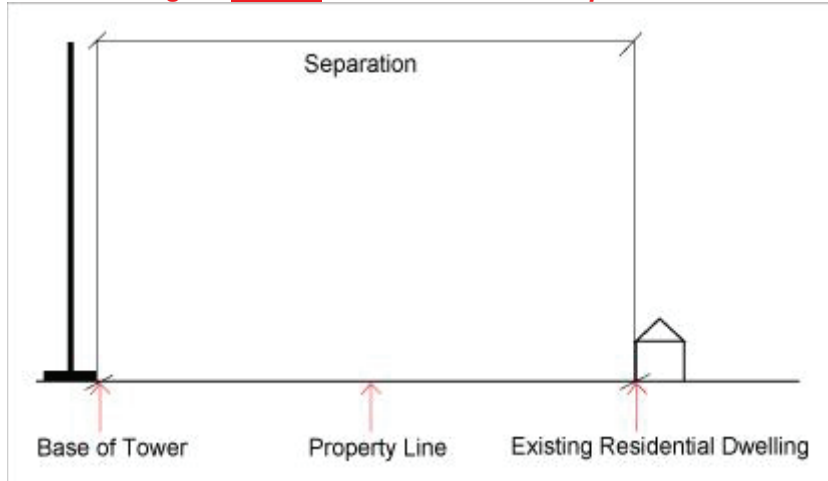 Separation
Base of Tower
Property Line
Existing Residential Dwelling